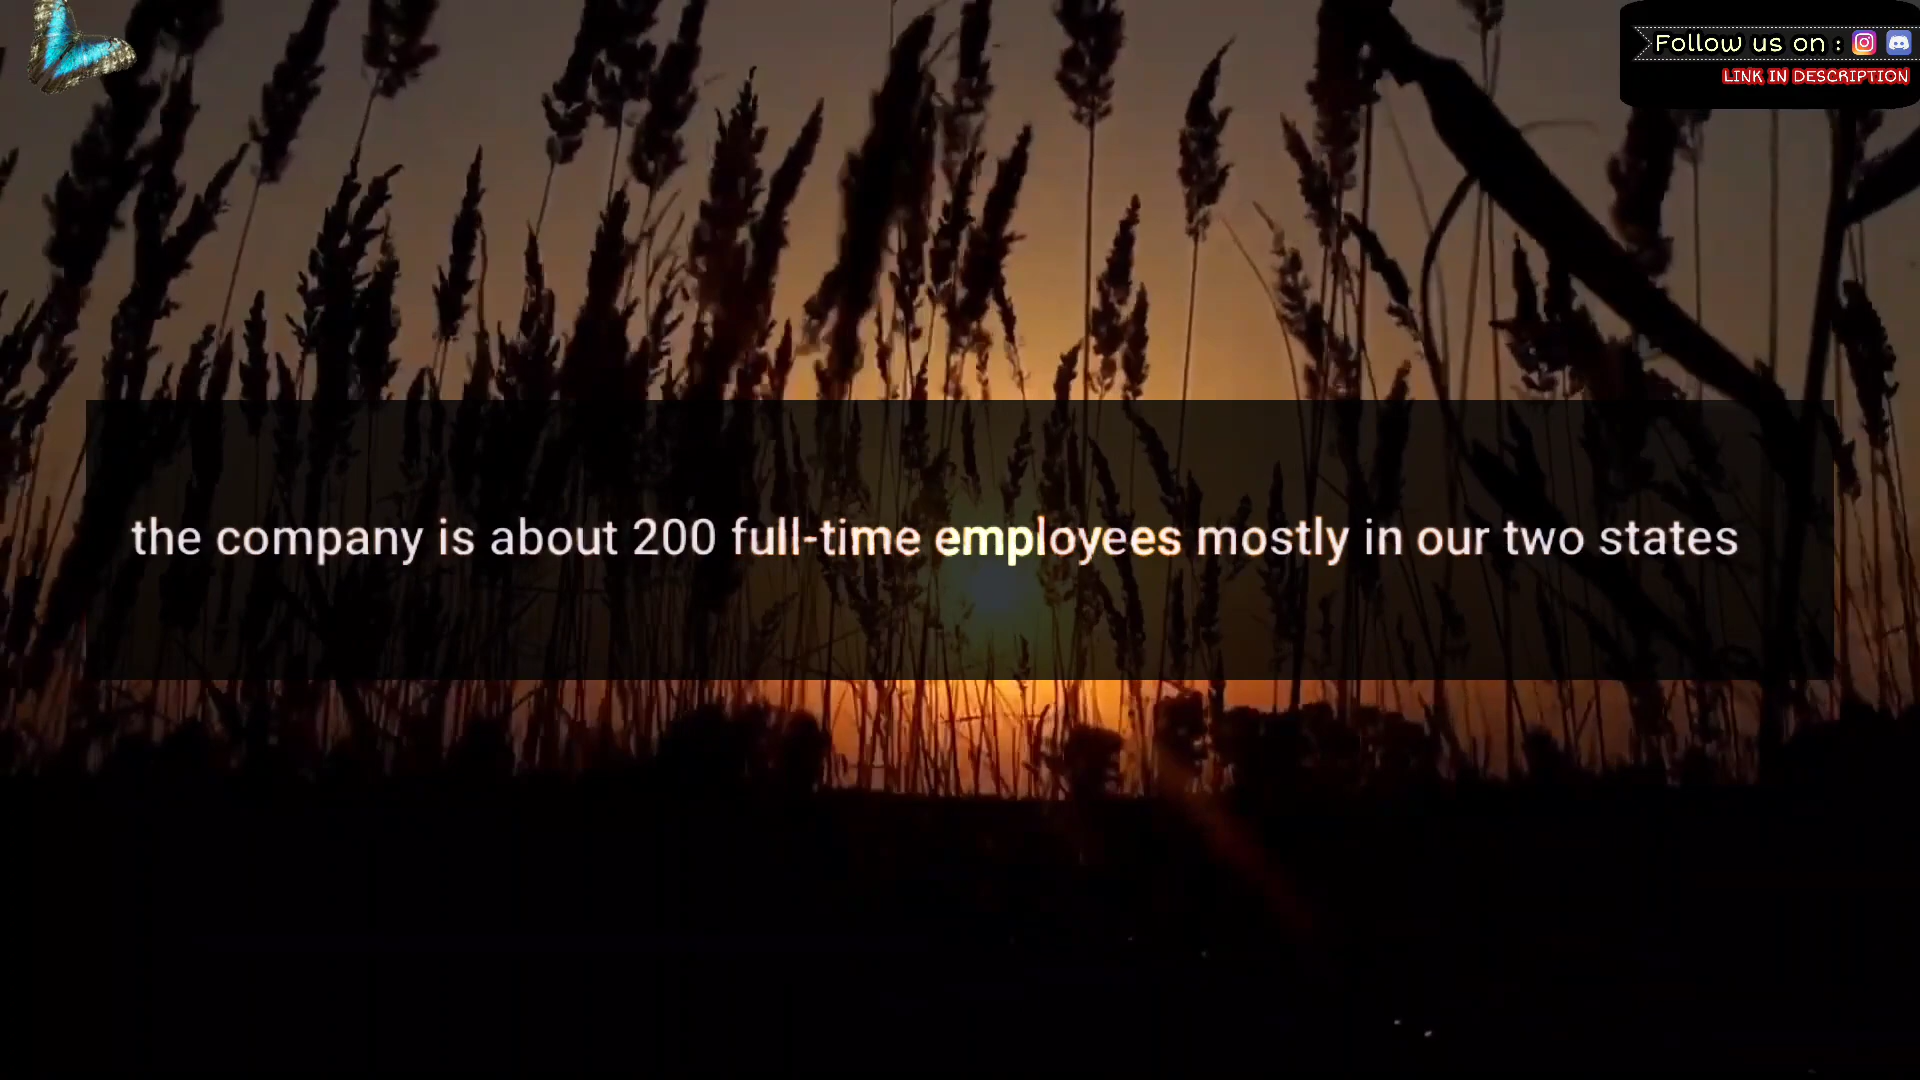 Follow us on :
LINK IN DESCRIPTION
the company is about 200 full-time employees mostly in our two states